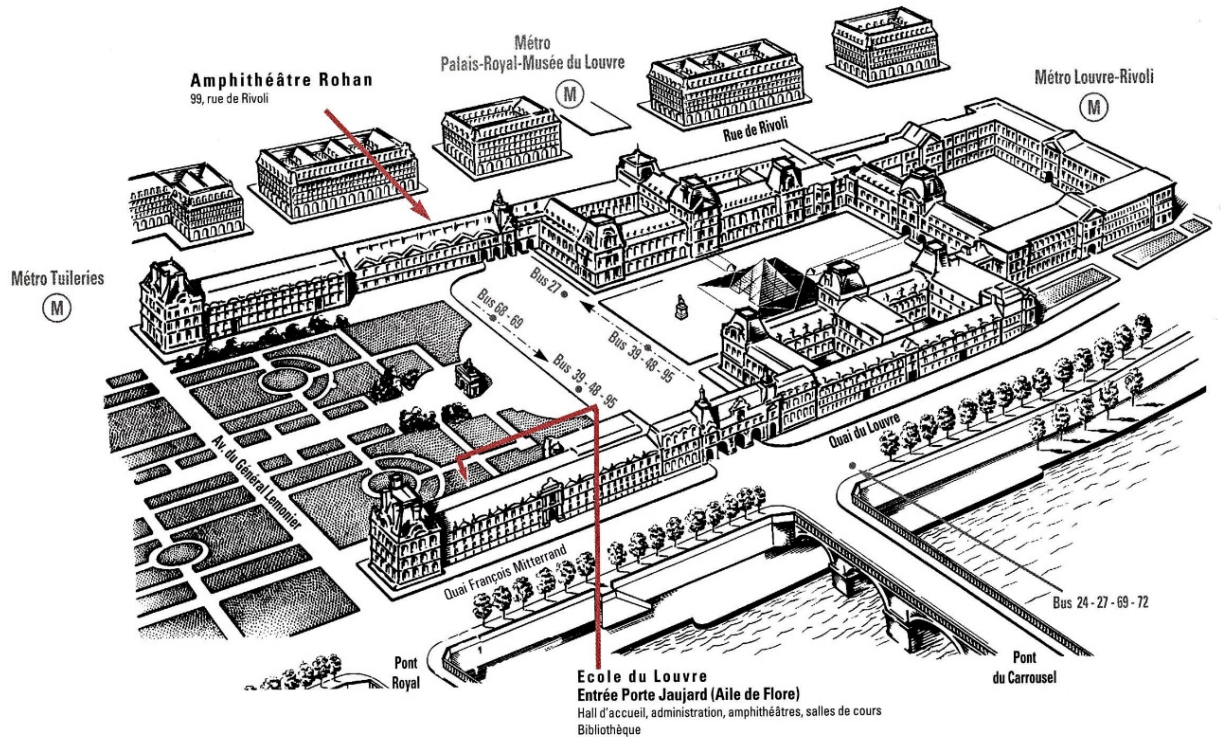 Métro
Palais-Royal-Musée du Louvre
M
Amphithéâtre Rohan
99, rue de Rivoli
Métro Louvre-Rivoli
M
Rue de Rivoli
Métro Tuileries
M
Bus 27
Bus 68 - 69
Bus 39 - 48 - 95
Bus 39 - 48 - 95
Av. du Général Lemonier
Quai du Louvre
Quai François Mitterrand
Bus 24 - 27 - 69 - 72
Pont
Royal
Pont
du Carrousel
Ecole du Louvre
Entrée Porte Jaujard (Aile de Flore)
Hall d'accueil, administration, amphithéâtres, salles de cours
Bibliothèque